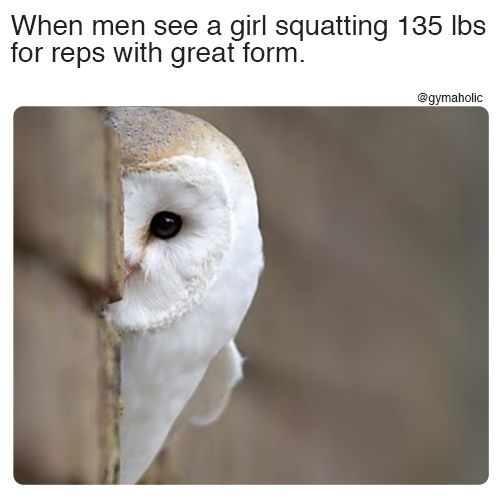 When men see a girl squatting 135 lbs
for reps with great form.
@gymaholic